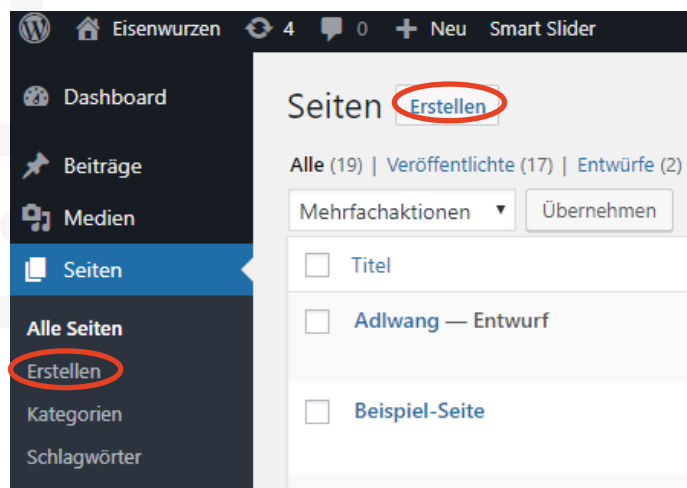 Eisenwurzen 4 0 Neu Smart Slider
Dashboard
Beiträge
Medien
Seiten
Alle Seiten
Erstellen
Kategorien
Schlagwörter
Seiten Erstellen
Alle (19) | Veröffentlichte (17) | Entwürfe (2)
Mehrfachaktionen Übernehmen
Titel
Adlwang — Entwurf
Beispiel-Seite